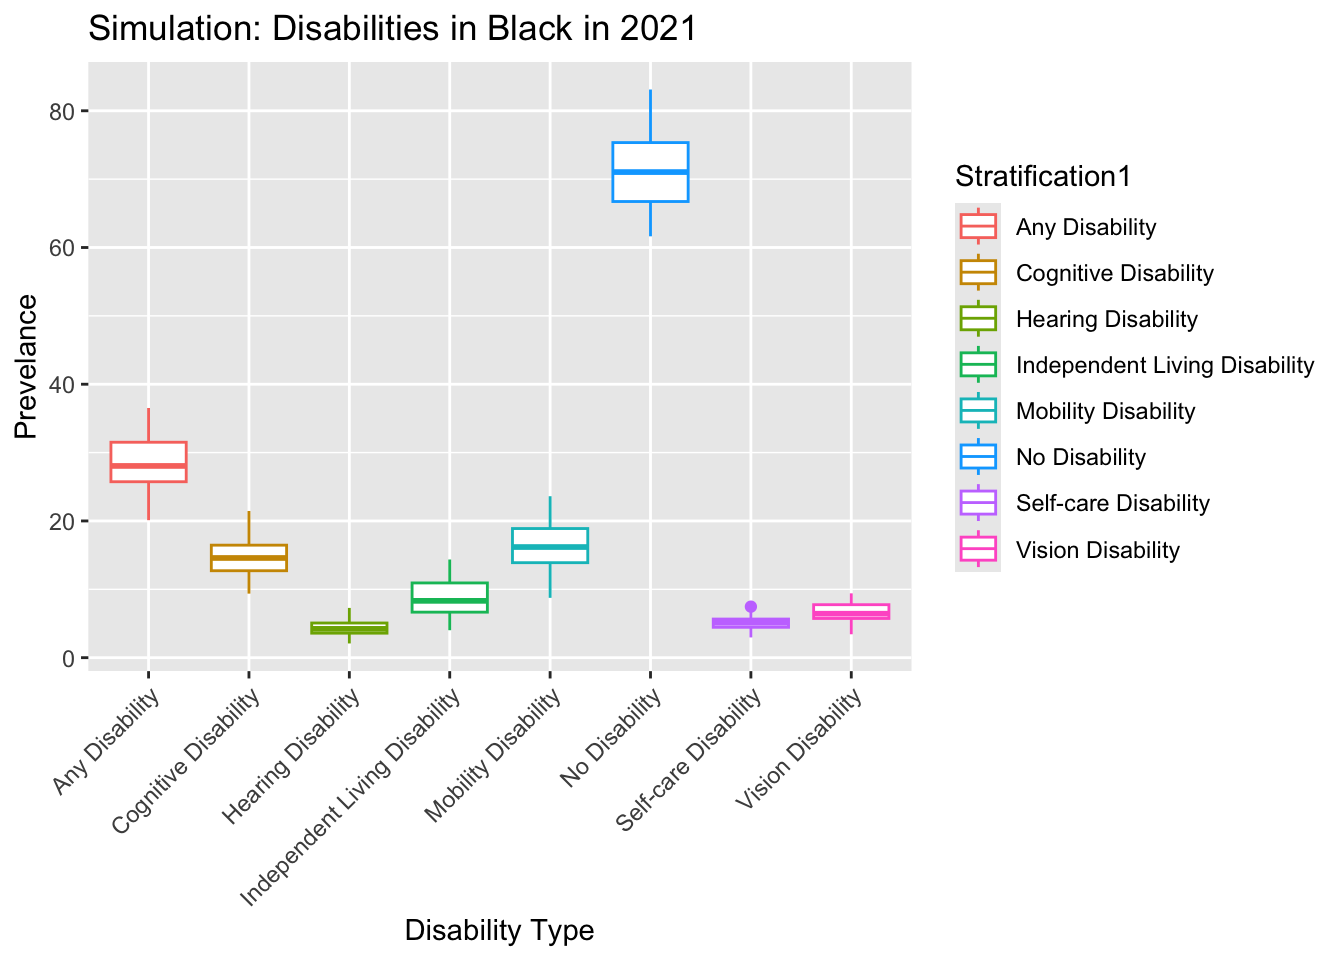 Simulation: Disabilities in Black in 2021
Prevelance
80
60
40
20
0
Any Disability
Cognitive Disability
Hearing Disability
Independent Living Disability
Mobility Disability
No Disability
Self-care Disability
Vision Disability
Disability Type
Stratification1
Any Disability
Cognitive Disability
Hearing Disability
Independent Living Disability
Mobility Disability
No Disability
Self-care Disability
Vision Disability